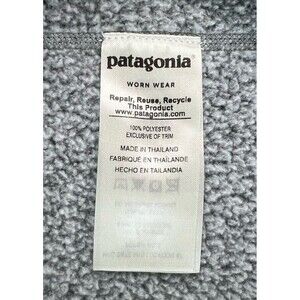 patagonia®
WORN WEAR
Repair, Reuse, Recycle
This Product
www.patagonia.com
100% POLYESTER
EXCLUSIVE OF TRIM
MADE IN THAILAND
FABRIQUÉ EN THAÏLANDE
HECHO EN TAILANDIA